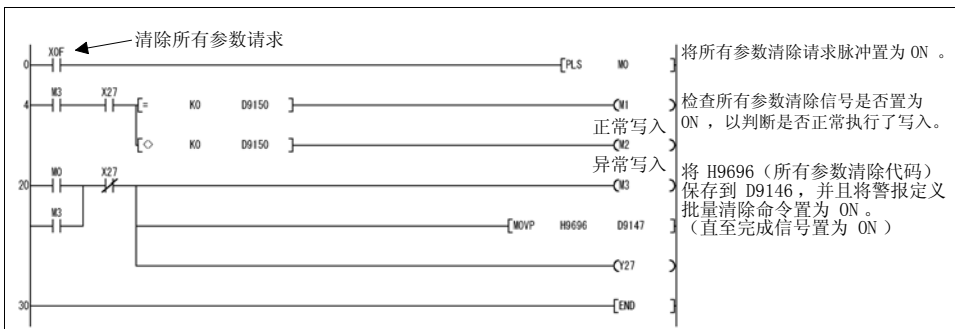 清除所有参数请求
X0F
0 PLS M0 将所有参数清除请求脉冲置为 ON 。
M3 X27
4 = K0 D9150 M1 检查所有参数清除信号是否置为
ON ，以判断是否正常执行了写入。
正常写入
<> K0 D9150 M2
异常写入
M0 X27
20 M3 将 H9696（所有参数清除代码）
保存到 D9146，并且将警报定义
批量清除命令置为 ON 。
（直至完成信号置为 ON ）
M3
MOVP H9696 D9147
Y27
30 END